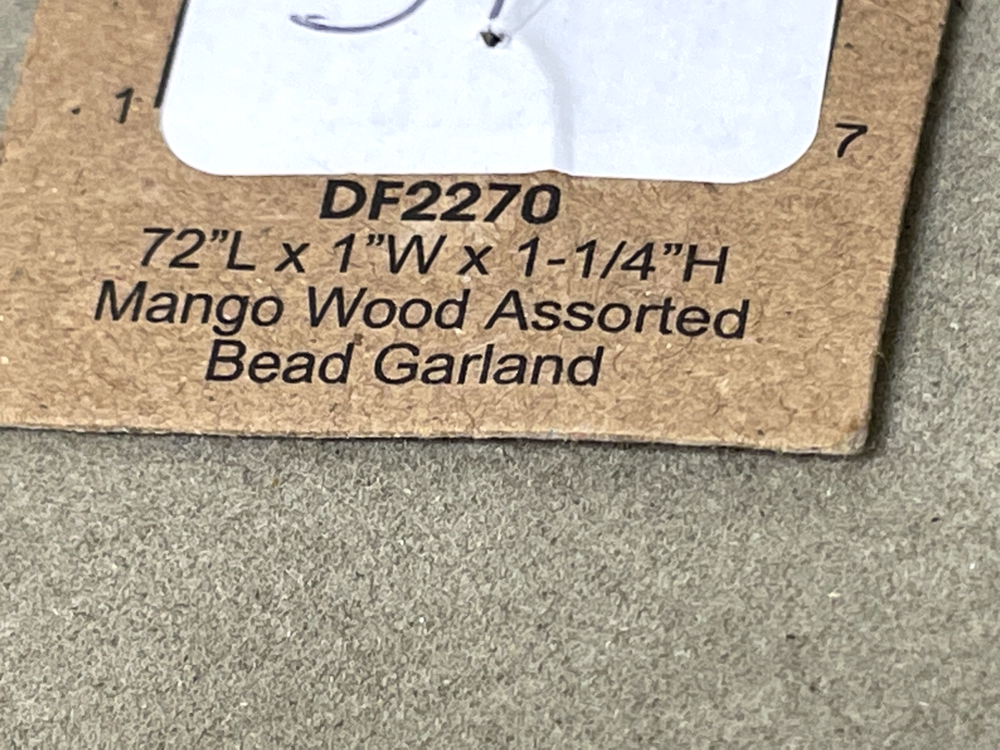 1 7
DF2270
72”L x 1”W x 1-1/4”H
Mango Wood Assorted
Bead Garland